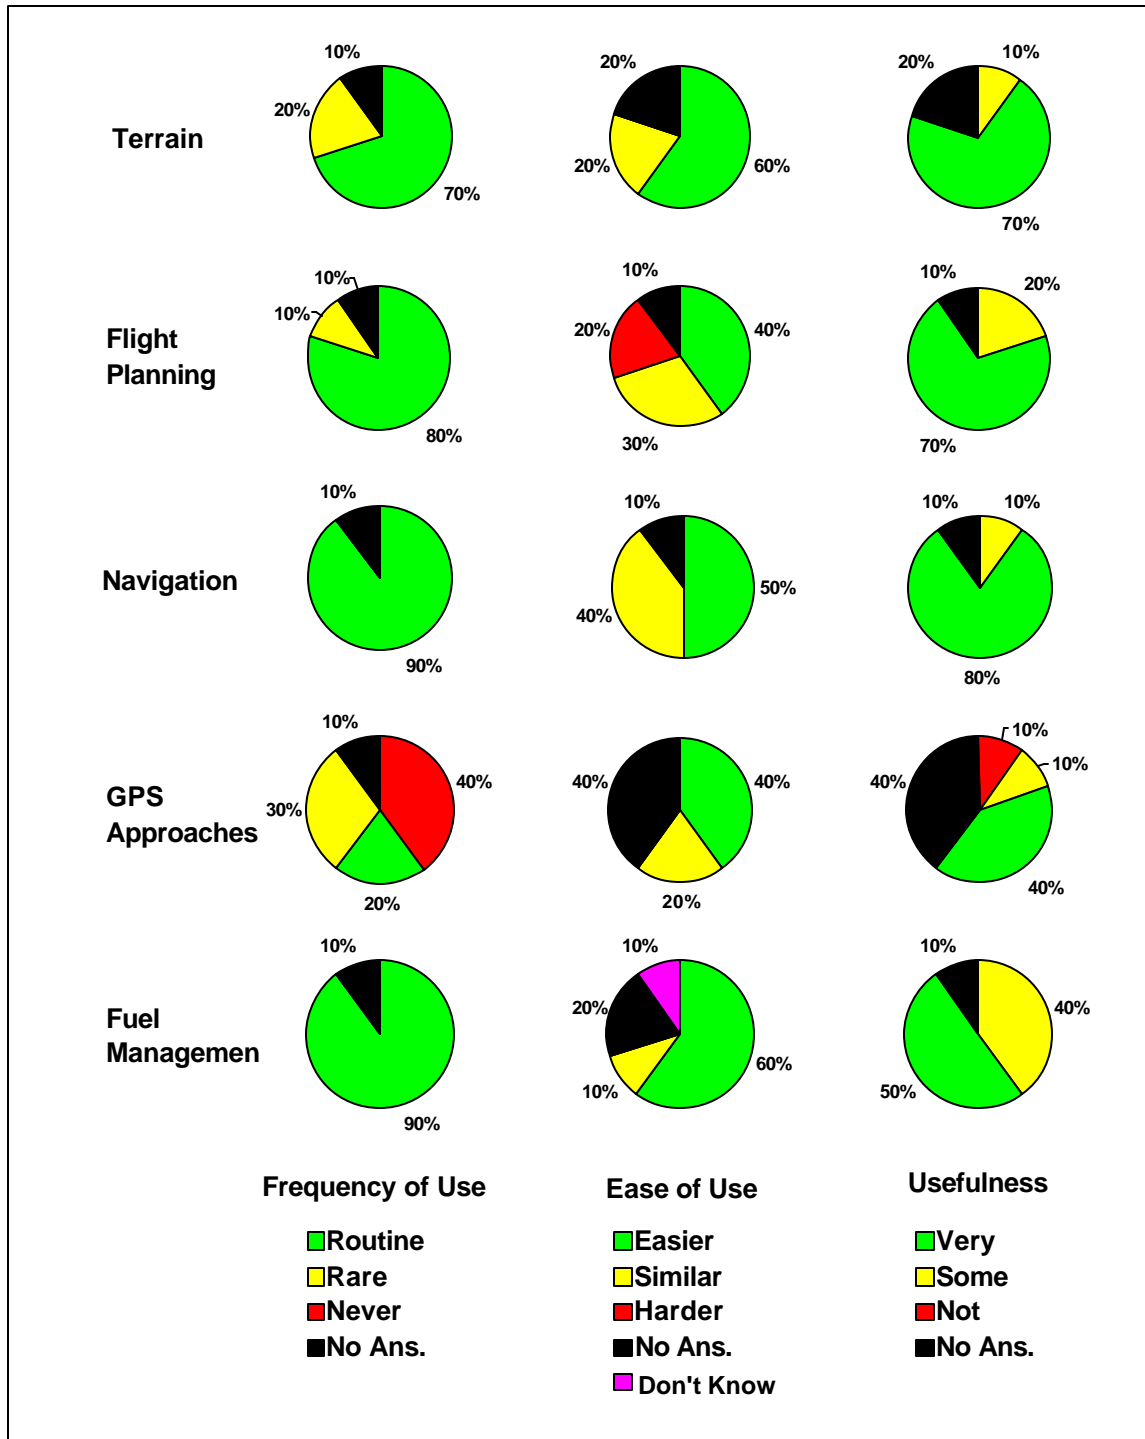 10%
20%
70%
Terrain
20%
20%
60%
20%
10%
70%
10%
10%
80%
Flight
Planning
10%
20%
40%
30%
10%
20%
70%
10%
90%
Navigation
10%
40%
50%
10%
10%
80%
10%
30%
40%
20%
GPS
Approaches
40%
40%
20%
10%
10%
40%
40%
10%
90%
Fuel
Managemen
10%
20%
10%
60%
10%
40%
50%
Frequency of Use
Routine
Rare
Never
No Ans.
Ease of Use
Easier
Similar
Harder
No Ans.
Don't Know
Usefulness
Very
Some
Not
No Ans.